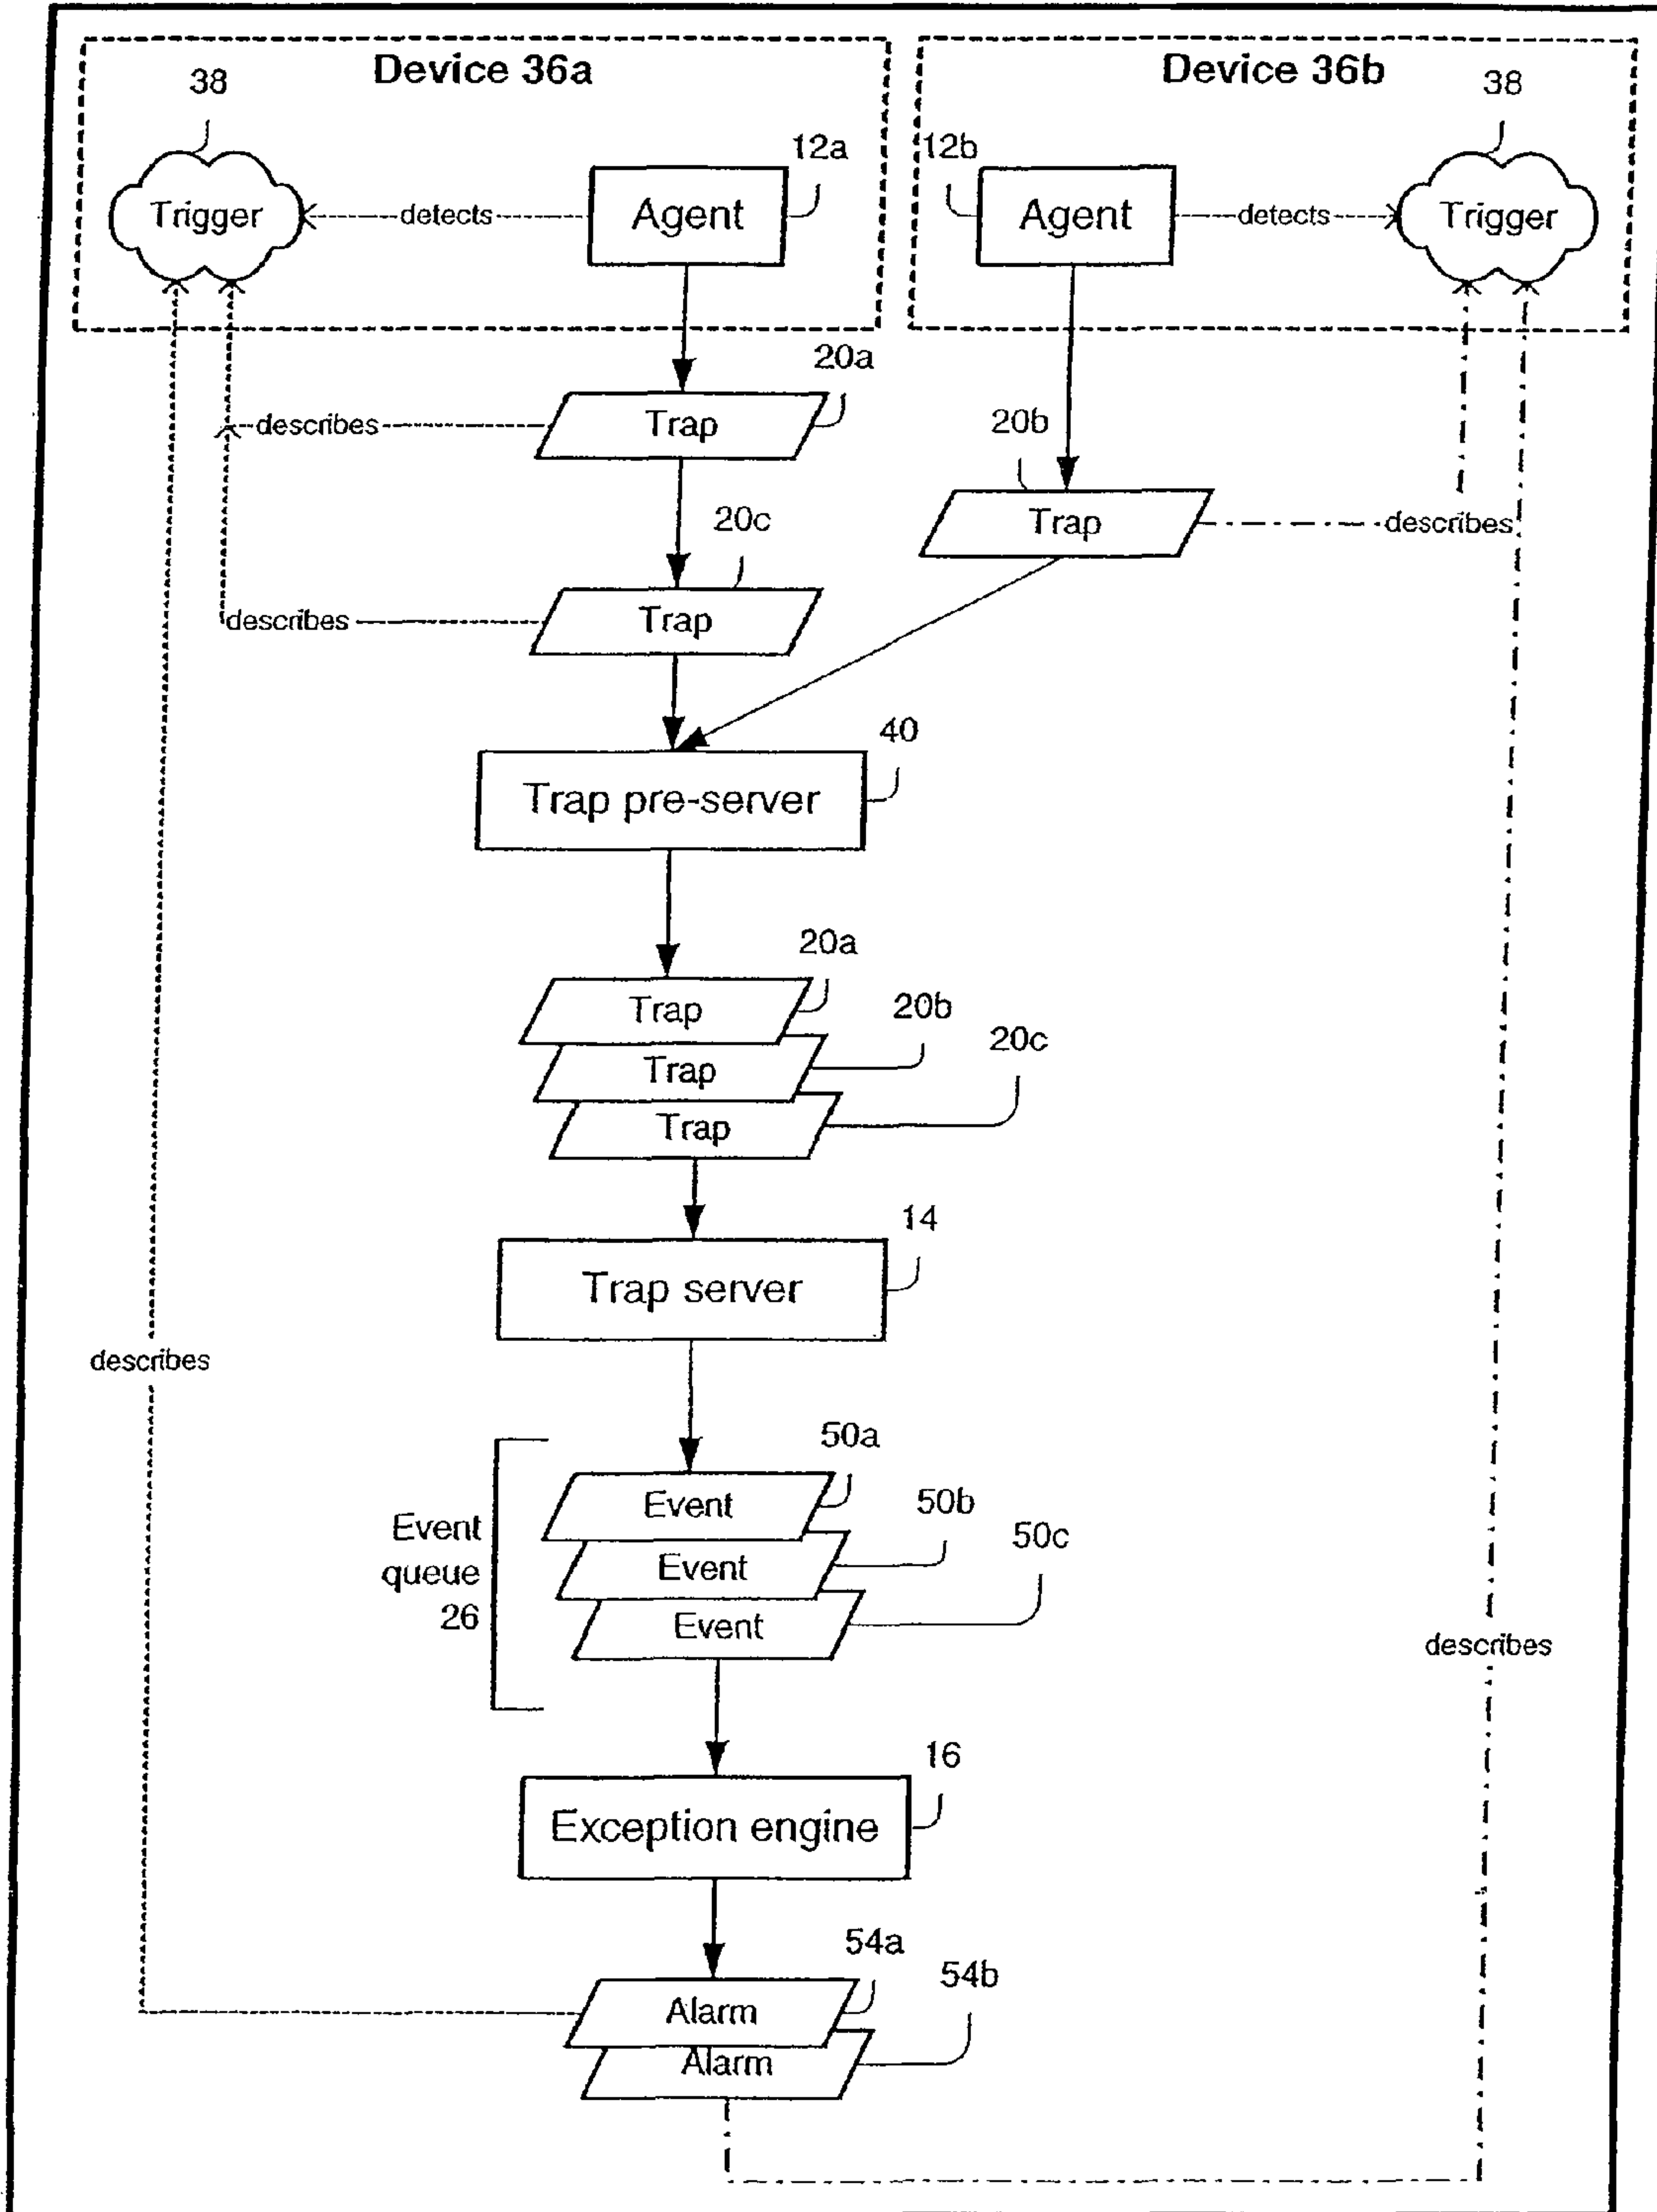 Device 36a
Device 36b
38
38
12a
12b
Trigger
detects
Agent
Agent
detects
Trigger
20a
describes
Trap
20b
Trap
describes
20c
describes
Trap
40
Trap pre-server
20a
Trap
20b
Trap
20c
Trap
14
Trap server
describes
50a
Event
50b
Event
50c
Event
Event
queue
26
describes
16
Exception engine
54a
Alarm
54b
Alarm